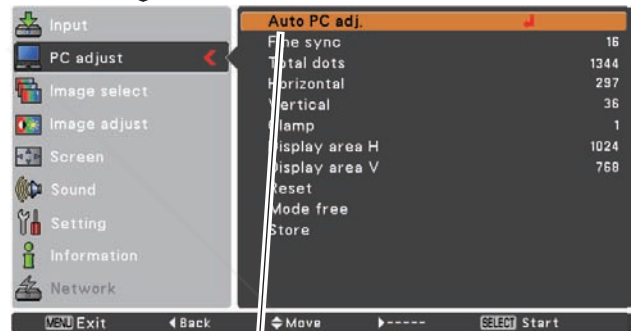 Input
PC adjust
Image select
Image adjust
Screen
Sound
Setting
Information
Network
Auto PC adj.
Fine sync 16
Total dots 1344
Horizontal 297
Vertical 36
Clamp 1
Display area H 1024
Display area V 768
Reset
Mode free
Store
MENU Exit
Back
Move
-----
SELECT Start